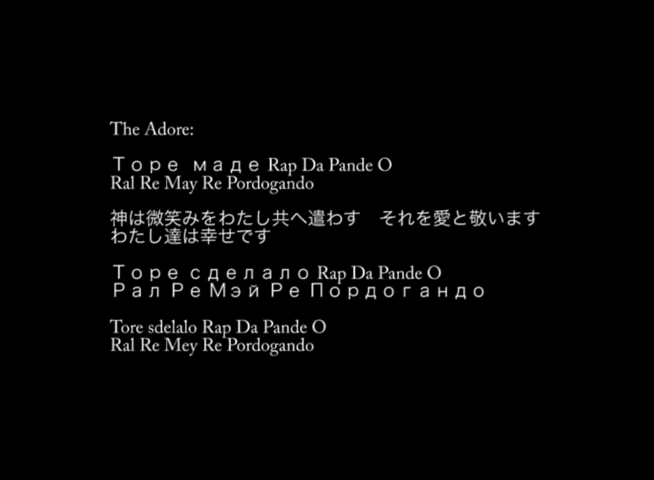 The Adore:
Торе маде Rap Da Pande O
Ral Re May Re Pordogando
神は微笑みをわたし共へ遣わす　それを愛と敬います
わたし達は幸せです
Торе сделало Rap Da Pande O
Рал Ре Мэй Ре Пордогандо
Tore sdelalo Rap Da Pande O
Ral Re Mey Re Pordogando